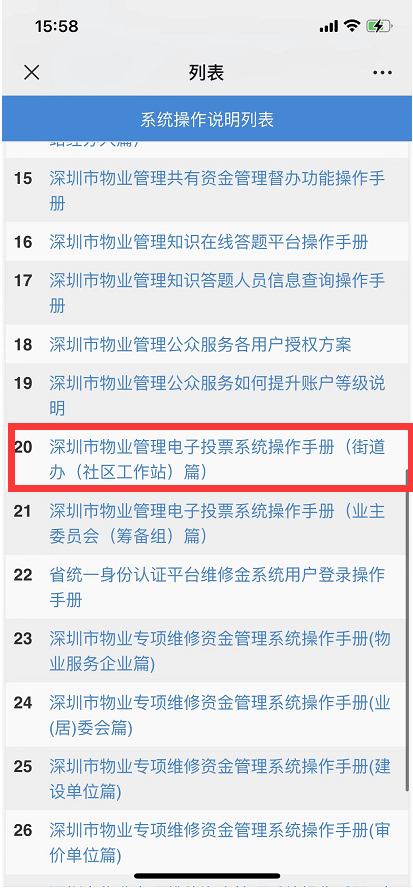 15:58
列表
系统操作说明列表
站经办人篇）
15 深圳市物业管理共有资金管理督办功能操作手
册
16 深圳市物业管理知识在线答题平台操作手册
17 深圳市物业管理知识答题人员信息查询操作手
册
18 深圳市物业管理公众服务各用户授权方案
19 深圳市物业管理公众服务如何提升账户等级说
明
20 深圳市物业管理电子投票系统操作手册（街道
办（社区工作站）篇）
21 深圳市物业管理电子投票系统操作手册（业主
委员会（筹备组）篇）
22 省统一身份认证平台维修金系统用户登录操作
手册
23 深圳市物业专项维修资金管理系统操作手册(物
业服务企业篇)
24 深圳市物业专项维修资金管理系统操作手册(业
(居)委会篇)
25 深圳市物业专项维修资金管理系统操作手册(建
设单位篇)
26 深圳市物业专项维修资金管理系统操作手册(审
价单位篇)